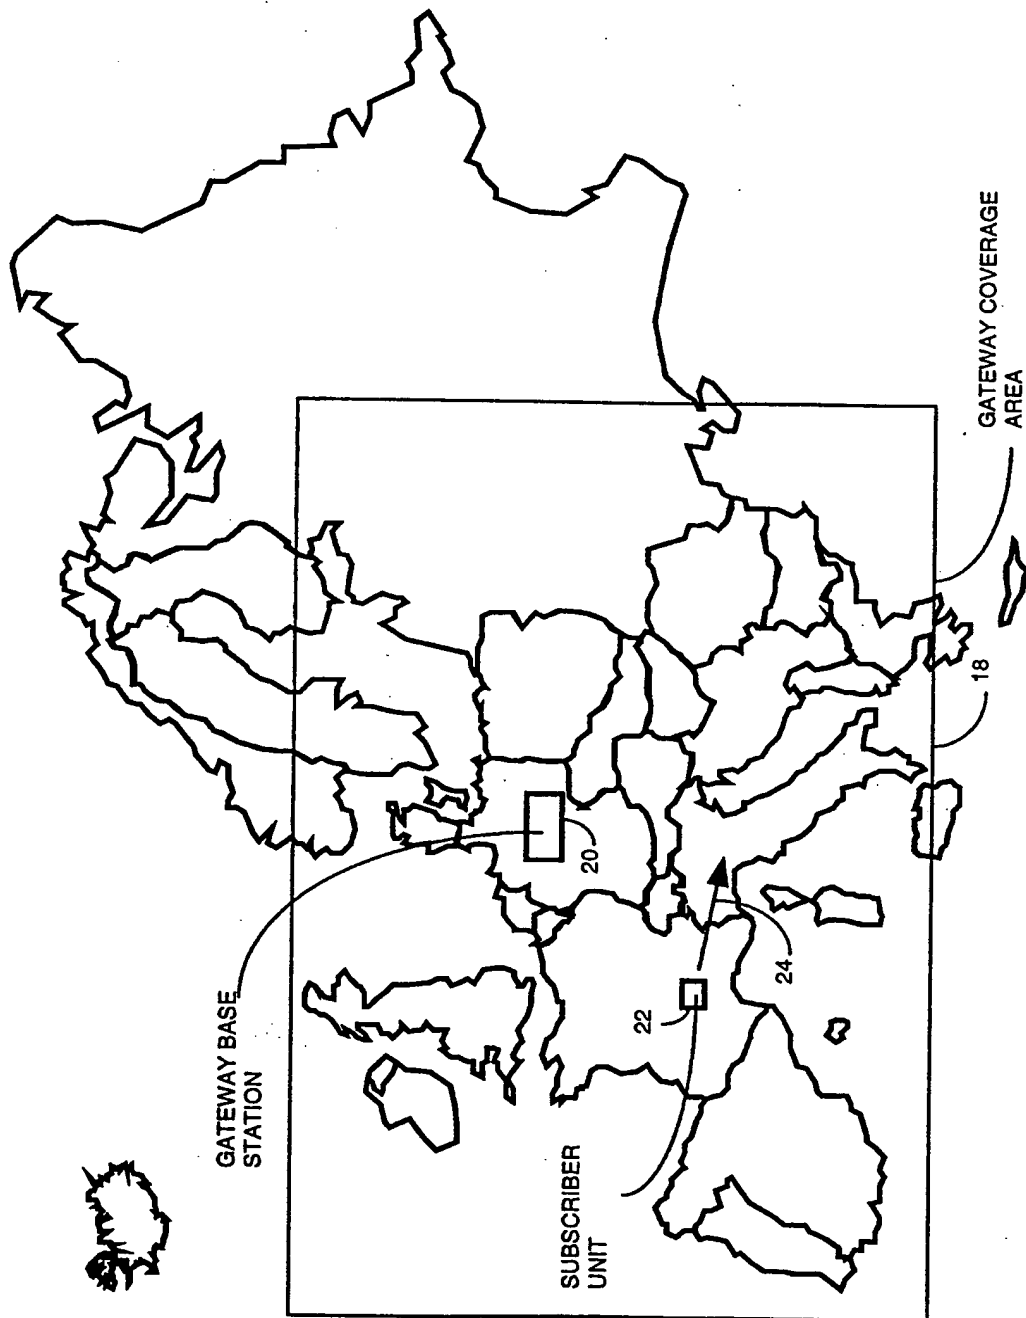 GATEWAY BASE
STATION
20
22
24
SUBSCRIBER
UNIT
18
GATEWAY COVERAGE
AREA